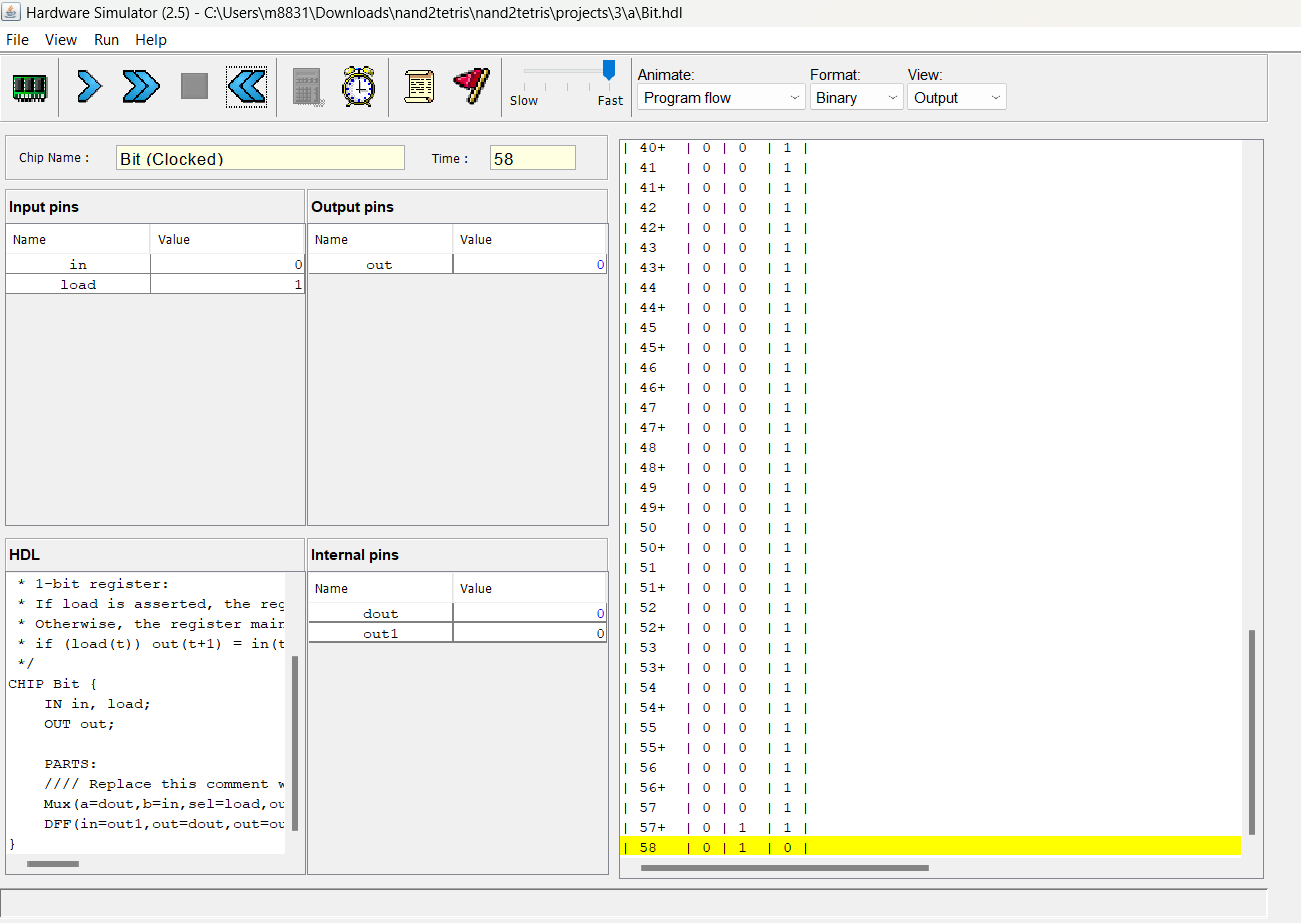 Hardware Simulator (2.5) - C:\Users\m8831\Downloads\nand2tetris\nand2tetris\projects\3\a\Bit.hdl
File View Run Help
Slow Fast
Animate: Format: View:
Program flow Binary Output
Chip Name : Bit (Clocked) Time : 58
Input pins
Name Value
in 0
load 1
Output pins
Name Value
out 0
HDL
* 1-bit register:
* If load is asserted, the reg
* Otherwise, the register main
* if (load(t)) out(t+1) = in(t
*/
CHIP Bit {
IN in, load;
OUT out;
PARTS:
//// Replace this comment w
Mux(a=dout,b=in,sel=load,ou
DFF(in=out1,out=dout,out=ou
}
Internal pins
Name Value
dout 0
out1 0
| 40+ | 0 | 0 | 1 |
| 41 | 0 | 0 | 1 |
| 41+ | 0 | 0 | 1 |
| 42 | 0 | 0 | 1 |
| 42+ | 0 | 0 | 1 |
| 43 | 0 | 0 | 1 |
| 43+ | 0 | 0 | 1 |
| 44 | 0 | 0 | 1 |
| 44+ | 0 | 0 | 1 |
| 45 | 0 | 0 | 1 |
| 45+ | 0 | 0 | 1 |
| 46 | 0 | 0 | 1 |
| 46+ | 0 | 0 | 1 |
| 47 | 0 | 0 | 1 |
| 47+ | 0 | 0 | 1 |
| 48 | 0 | 0 | 1 |
| 48+ | 0 | 0 | 1 |
| 49 | 0 | 0 | 1 |
| 49+ | 0 | 0 | 1 |
| 50 | 0 | 0 | 1 |
| 50+ | 0 | 0 | 1 |
| 51 | 0 | 0 | 1 |
| 51+ | 0 | 0 | 1 |
| 52 | 0 | 0 | 1 |
| 52+ | 0 | 0 | 1 |
| 53 | 0 | 0 | 1 |
| 53+ | 0 | 0 | 1 |
| 54 | 0 | 0 | 1 |
| 54+ | 0 | 0 | 1 |
| 55 | 0 | 0 | 1 |
| 55+ | 0 | 0 | 1 |
| 56 | 0 | 0 | 1 |
| 56+ | 0 | 0 | 1 |
| 57 | 0 | 0 | 1 |
| 57+ | 0 | 1 | 1 |
| 58 | 0 | 1 | 0 |